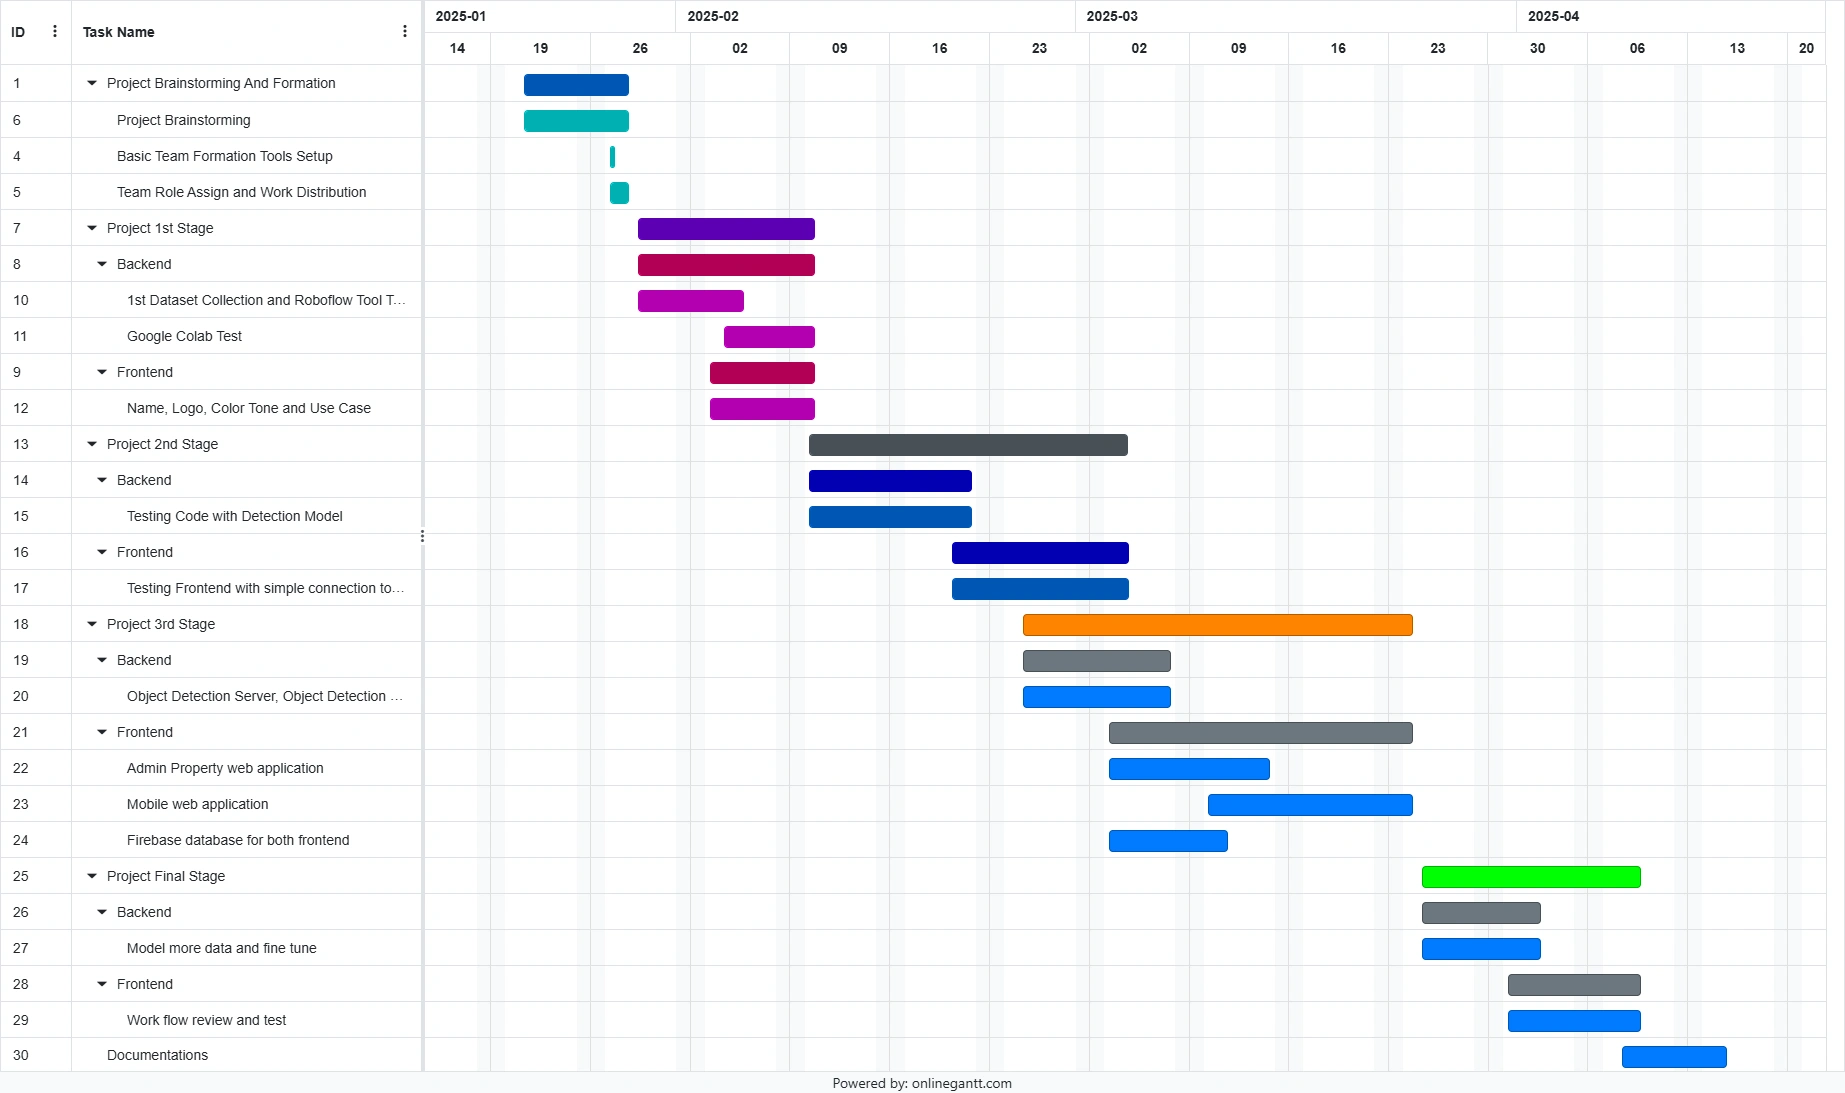 ID Task Name 2025-01 2025-02 2025-03 2025-04
14 19 26 02 09 16 23 02 09 16 23 30 06 13 20
1 Project Brainstorming And Formation
6 Project Brainstorming
4 Basic Team Formation Tools Setup
5 Team Role Assign and Work Distribution
7 Project 1st Stage
8 Backend
10 1st Dataset Collection and Roboflow Tool T...
11 Google Colab Test
9 Frontend
12 Name, Logo, Color Tone and Use Case
13 Project 2nd Stage
14 Backend
15 Testing Code with Detection Model
16 Frontend
17 Testing Frontend with simple connection to...
18 Project 3rd Stage
19 Backend
20 Object Detection Server, Object Detection ...
21 Frontend
22 Admin Property web application
23 Mobile web application
24 Firebase database for both frontend
25 Project Final Stage
26 Backend
27 Model more data and fine tune
28 Frontend
29 Work flow review and test
30 Documentations
Powered by: onlinegantt.com